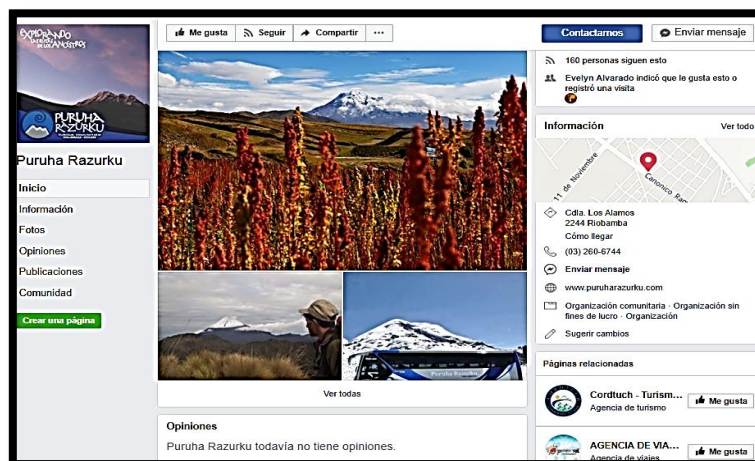 EXPLORANDO
PURUHA
RAZURKU
Puruha Razurku
Inicio
Información
Fotos
Opiniones
Publicaciones
Comunidad
Crear una página
Me gusta
Seguir
Compartir
Puruha Razurku
Ver todas
Opiniones
Puruha Razurku todavía no tiene opiniones.
Contactarnos
Enviar mensaje
160 personas siguen esto
Evelyn Alvarado indicó que le gusta esto o
registró una visita
Información
Ver todo
11 de Noviembre
Canonico Ram
Cdla. Los Alamos
2244 Riobamba
Cómo llegar
(03) 260-6744
Enviar mensaje
www.puruharazurku.com
Organización comunitaria · Organización sin
fines de lucro · Organización
Sugerir cambios
Páginas relacionadas
Cordtuch - Turism...
Agencia de turismo
Me gusta
AGENCIA DE VIA...
Agencia de viajes
Me gusta